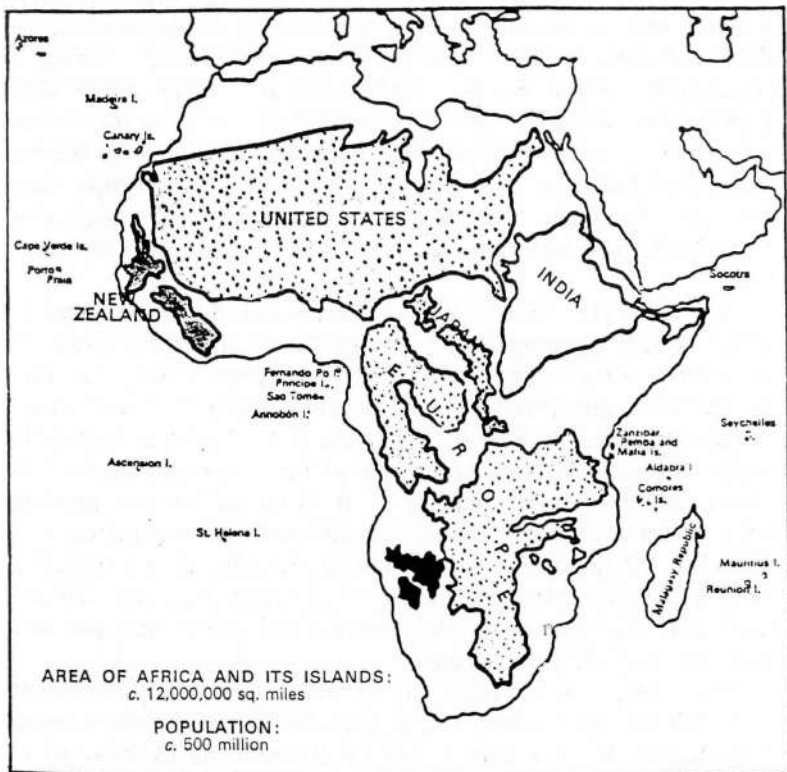 Azores
Madeira I.
Canary Is.
UNITED STATES
Cape Verde Is.
Porto
Praia
NEW
ZEALAND
INDIA
Socotra
JAPAN
EUROPE
Fernando Po I.
Principe I.
Sao Tome
Annobón I.
Ascension I.
St. Helena I.
Zanzibar
Pemba and
Mafia Is.
Seychelles
Aldabra I
Comores
Is.
Malagasy Republic
Mauritius I.
Reunion I.
AREA OF AFRICA AND ITS ISLANDS:
c. 12,000,000 sq. miles
POPULATION:
c. 500 million